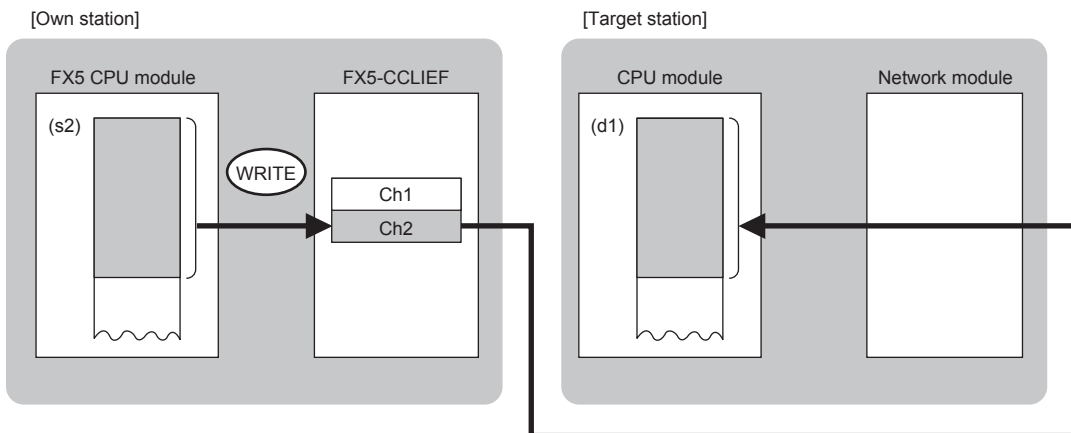 [Own station]
[Target station]
FX5 CPU module
FX5-CCLIEF
CPU module
Network module
(s2)
WRITE
Ch1
Ch2
(d1)